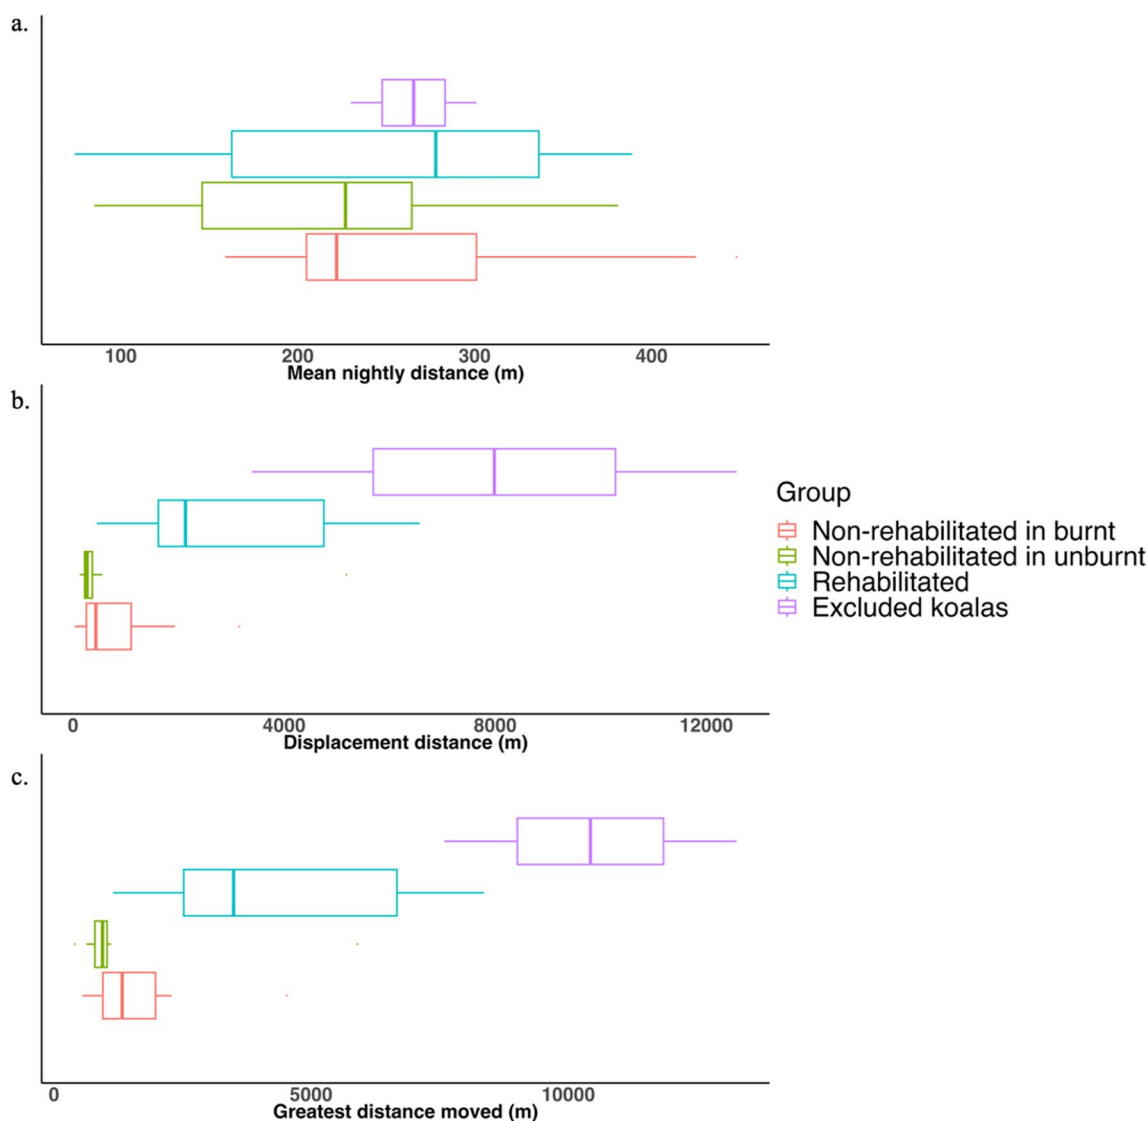 a.
100 200 300 400
Mean nightly distance (m)
b.
0 4000 8000 12000
Displacement distance (m)
Group
Non-rehabilitated in burnt
Non-rehabilitated in unburnt
Rehabilitated
Excluded koalas
c.
0 5000 10000
Greatest distance moved (m)